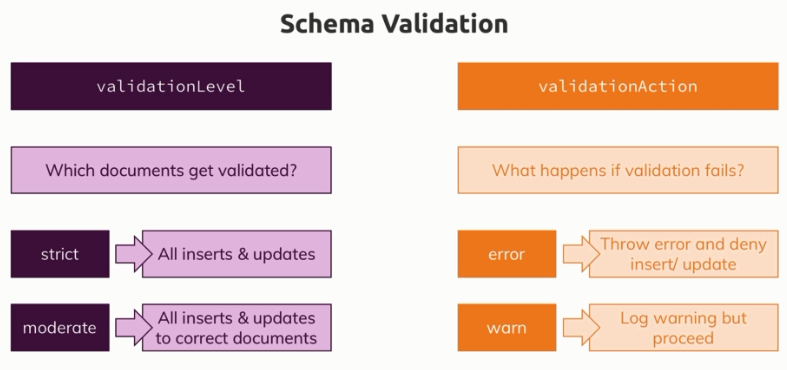 Schema Validation
validationLevel
validationAction
Which documents get validated?
What happens if validation fails?
strict
All inserts & updates
error
Throw error and deny
insert/ update
moderate
All inserts & updates
to correct documents
warn
Log warning but
proceed